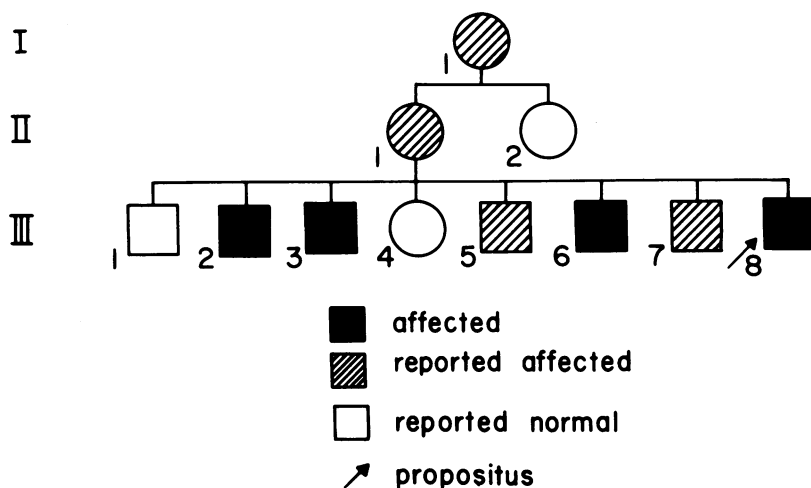 I
1
II
1 2
III
1 2 3 4 5 6 7 8
affected
reported affected
reported normal
propositus